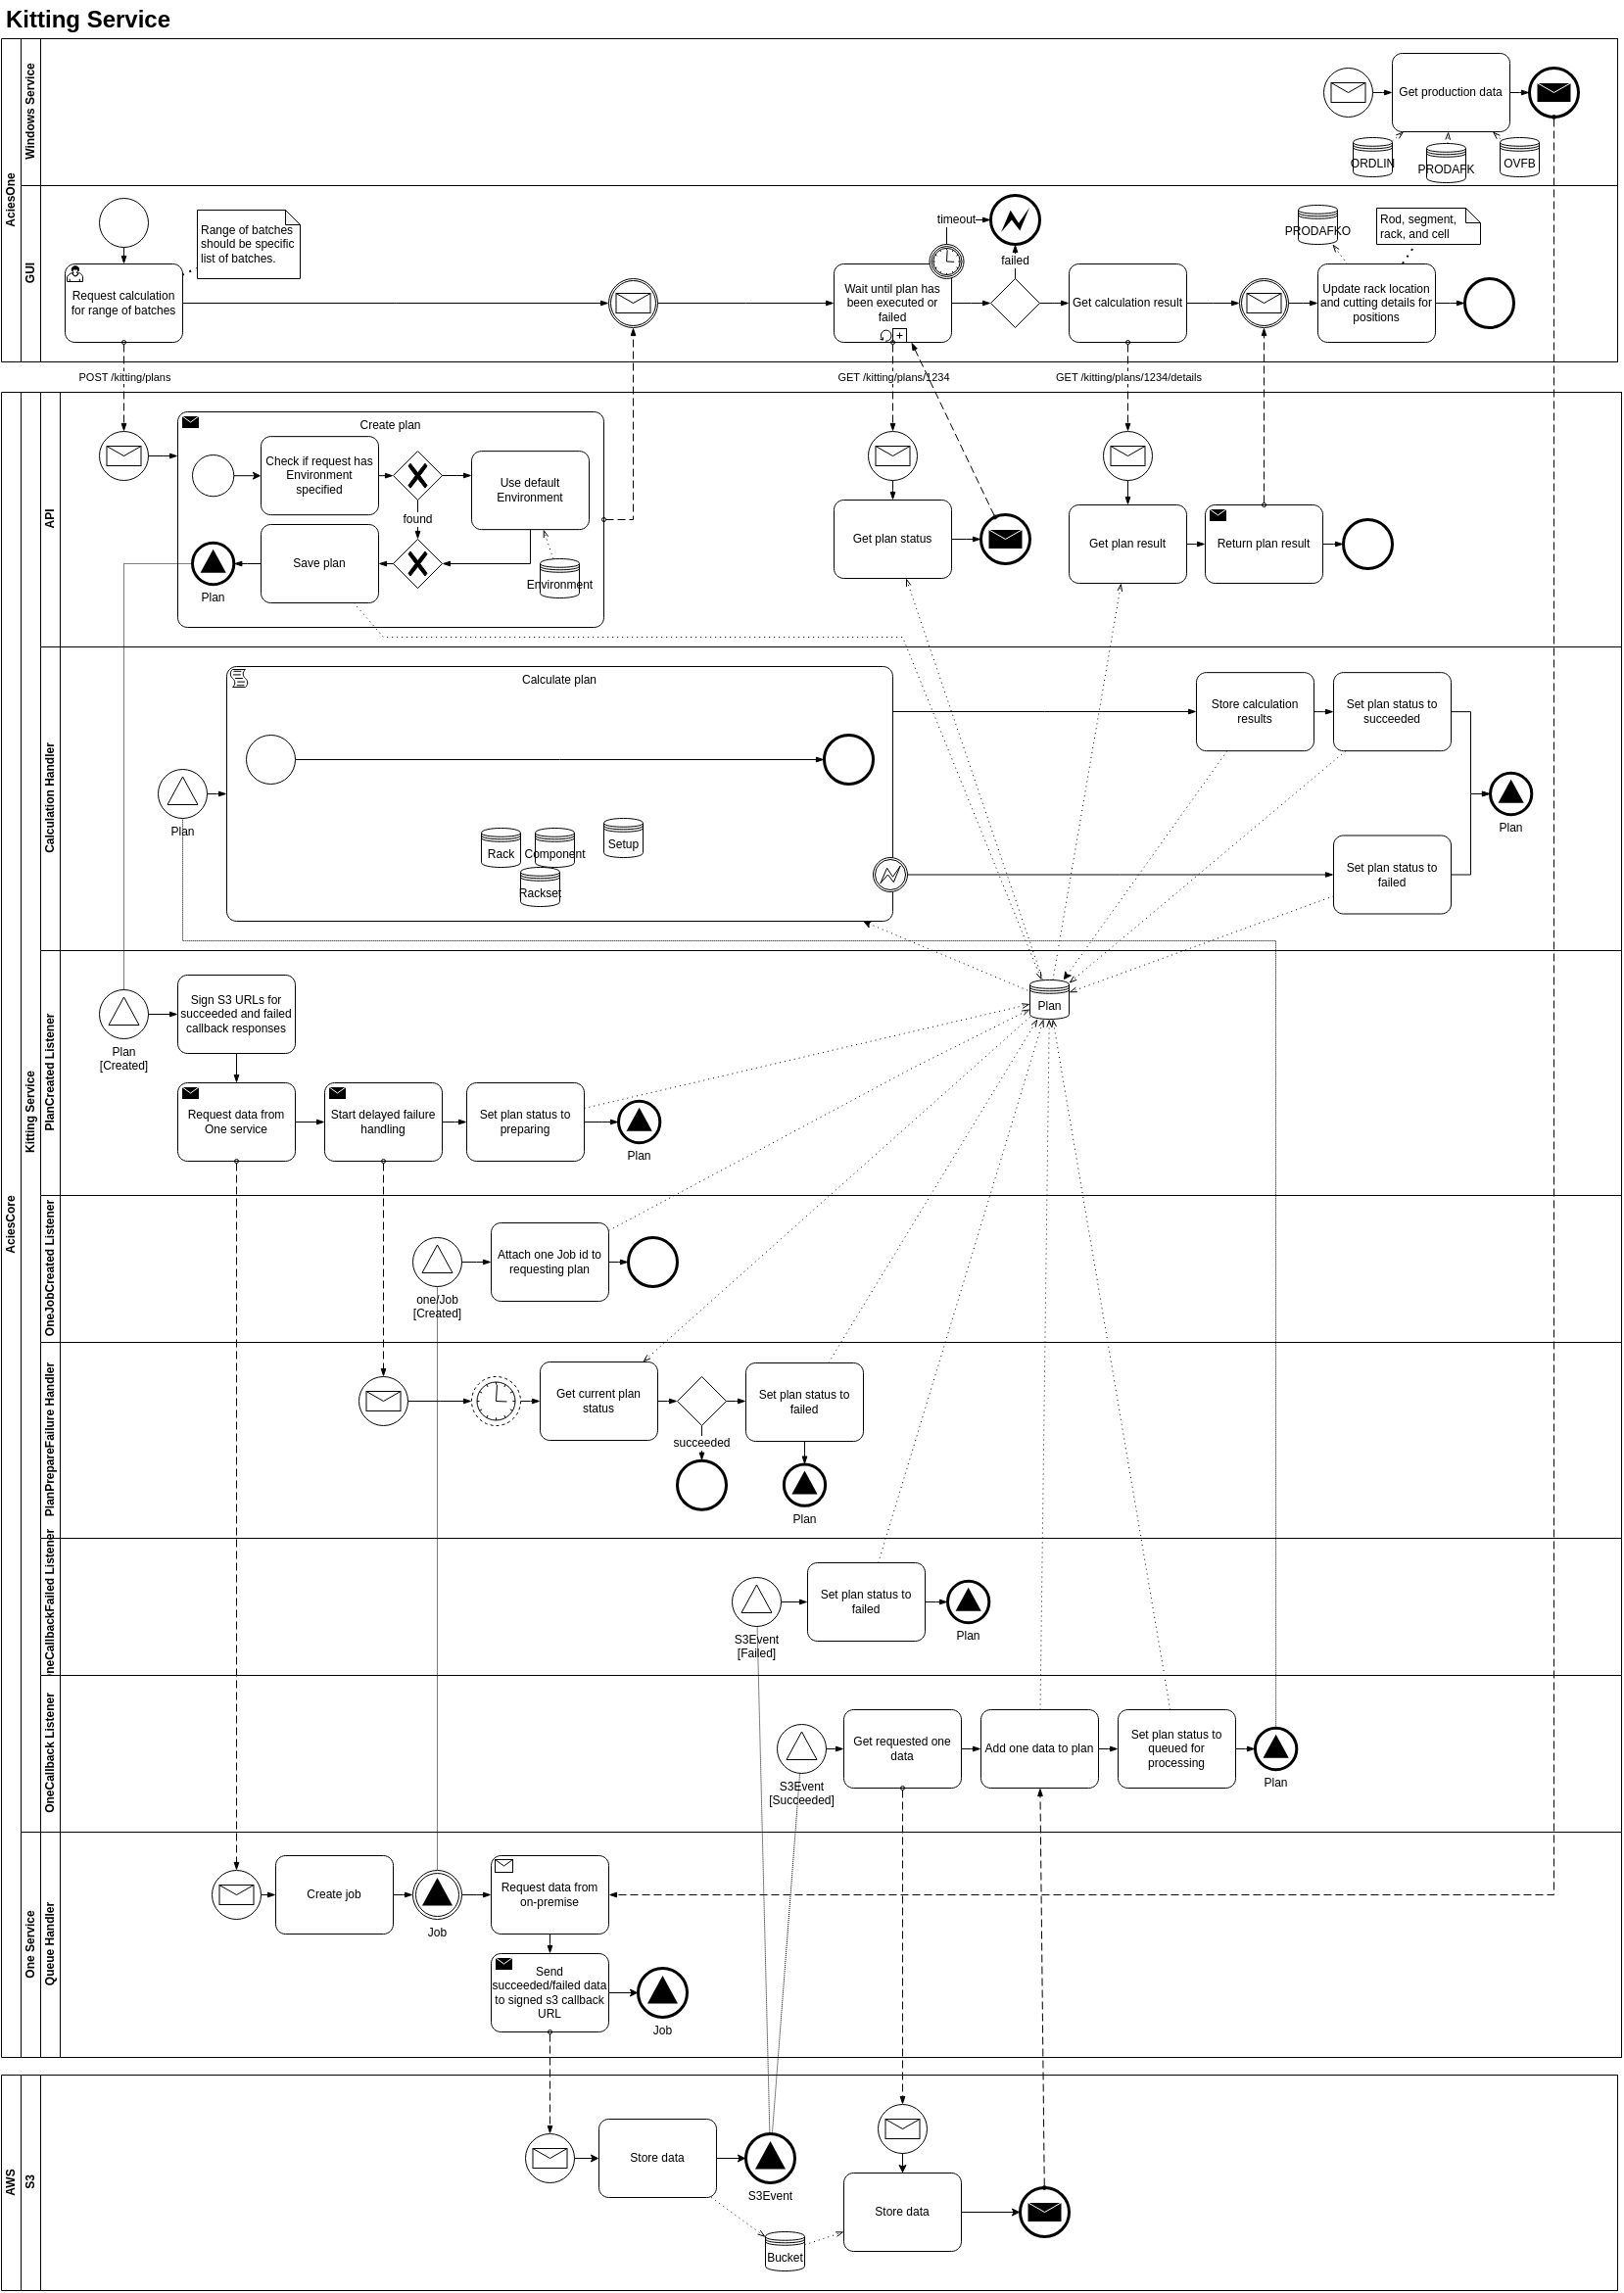 Kitting Service
AciesOne
Windows Service
Get production data
ORDLIN
PRODAFK
OVFB
GUI
Range of batches
should be specific
list of batches.
Request calculation
for range of batches
timeout
failed
Wait until plan has
been executed or
failed
+
Get calculation result
PRODAFKO
Rod, segment,
rack, and cell
Update rack location
and cutting details for
positions
POST /kitting/plans
GET /kitting/plans/1234
GET /kitting/plans/1234/details
AciesCore
Kitting Service
API
Create plan
Check if request has
Environment
specified
Use default
Environment
found
Save plan
Plan
Environment
Get plan status
Get plan result
Return plan result
Calculation Handler
Calculate plan
Plan
Rack
Component
Rackset
Setup
Store calculation
results
Set plan status to
succeeded
Set plan status to
failed
Plan
PlanCreated Listener
Plan
[Created]
Sign S3 URLs for
succeeded and failed
callback responses
Request data from
One service
Start delayed failure
handling
Set plan status to
preparing
Plan
Plan
OneJobCreated Listener
one/Job
[Created]
Attach one Job id to
requesting plan
PlanPrepareFailure Handler
Get current plan
status
succeeded
Set plan status to
failed
Plan
neCallbackFailed Listener
S3Event
[Failed]
Set plan status to
failed
Plan
OneCallback Listener
S3Event
[Succeeded]
Get requested one
data
Add one data to plan
Set plan status to
queued for
processing
Plan
One Service
Queue Handler
Create job
Job
Request data from
on-premise
Send
succeeded/failed data
to signed s3 callback
URL
Job
AWS
S3
Store data
S3Event
Bucket
Store data